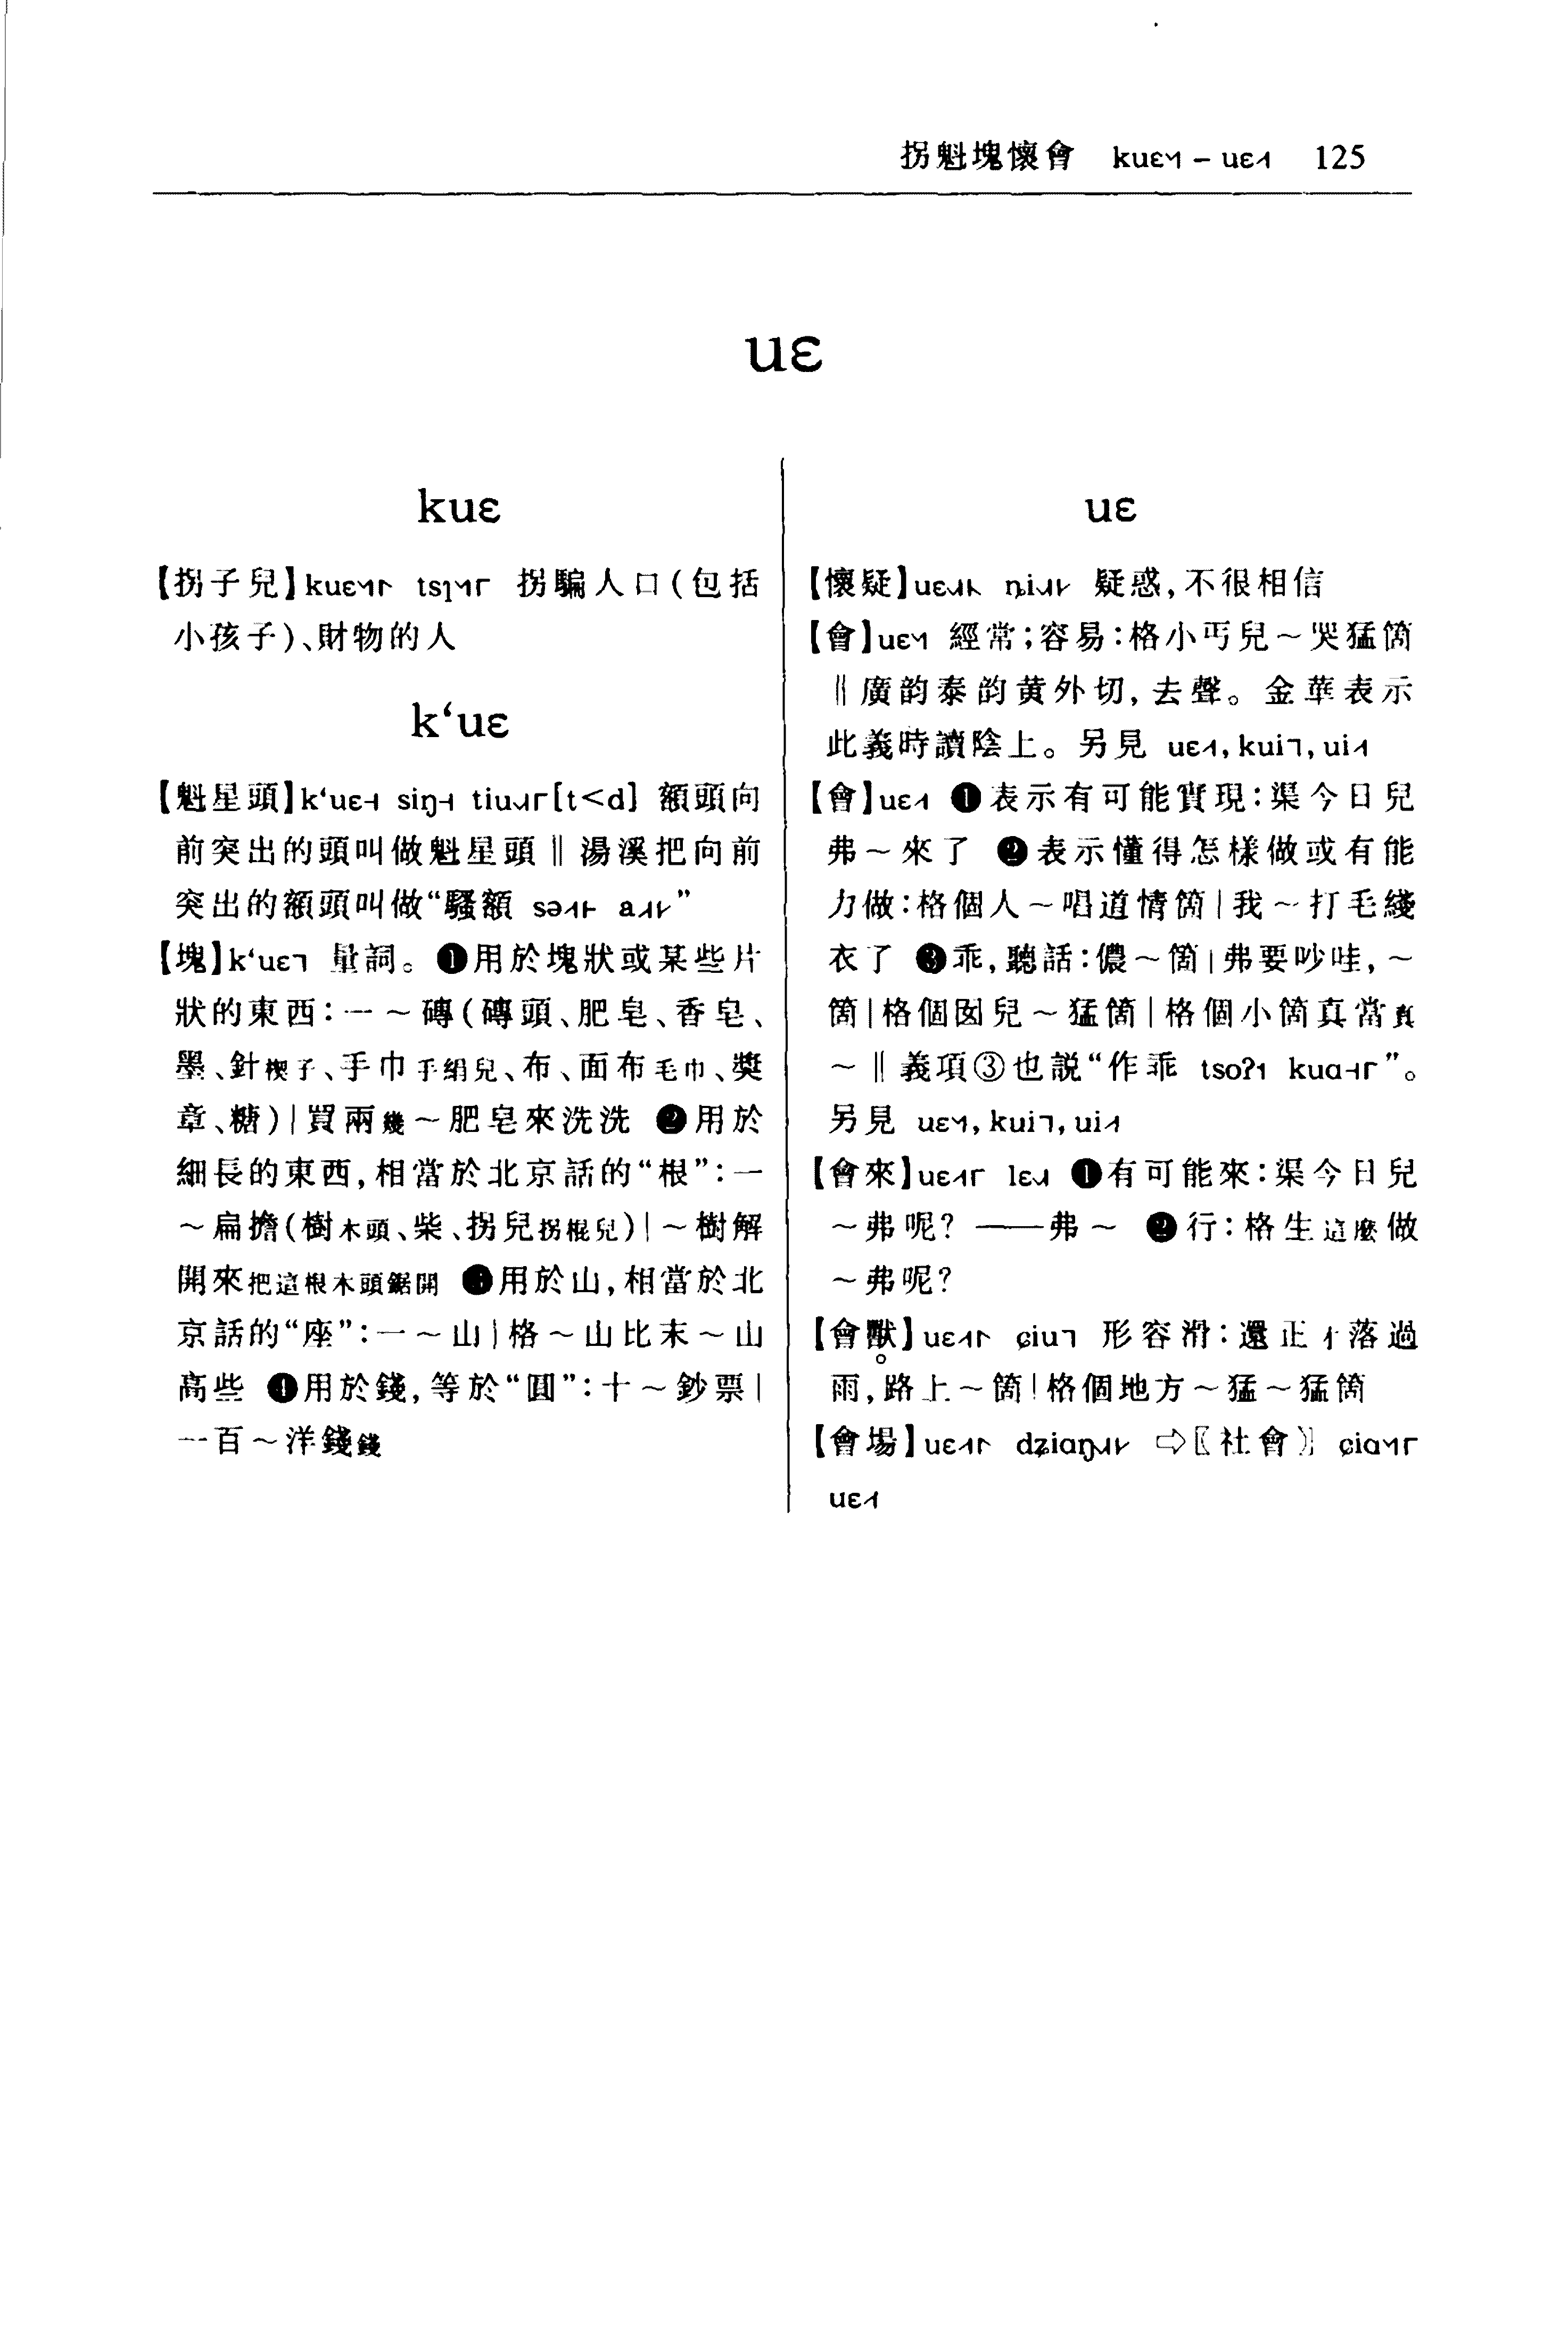 拐魁塊懷會 kuɛ˥˧ – uɛ˩˦ 125
uɛ
kuɛ
【拐子兒】kuɛ tsɿ 拐騙人口(包括
小孩子)、財物的人
k‘uɛ
【魁星頭】k‘uɛ siŋ tiu[t<d] 額頭向
前突出的頭叫做魁星頭‖湯溪把向前
突出的額頭叫做“騷額 sə a”
【塊】k‘uɛ 量詞。❶用於塊狀或某些片
狀的東西:一～磚(磚頭、肥皂、香皂、
墨、針楔子、手巾手絹兒、布、面布毛巾、獎
章、糖)|買兩幾～肥皂來洗洗 ❷用於
細長的東西,相當於北京話的“根”:一
～扁擔(樹木頭、柴、拐兒拐棍兒)|～樹解
開來把這根木頭鋸開 ❸用於山,相當於北
京話的“座”:一～山|格～山比末～山
高些 ❹用於錢,等於“圓”:十～鈔票|
一百～洋錢錢
uɛ
【懷疑】uɛ ȵi 疑惑,不很相信
【會】uɛ 經常;容易:格小丐兒～哭猛箇
‖廣韵泰韵黄外切,去聲。金華表示
此義時讀陰上。另見 uɛ, kui, ui
【會】uɛ ❶表示有可能實現:渠今日兒
弗～來了 ❷表示懂得怎樣做或有能
力做:格個人～唱道情箇|我～打毛綫
衣了 ❸乖,聽話:儂～箇|弗要吵哇,～
箇|格個囡兒～猛箇|格個小箇真當真
～‖義項③也説“作乖 tsoʔ kuɑ”。
另見 uɛ, kui, ui
【會來】uɛ lɛ ❶有可能來:渠今日兒
～弗呢? ——弗～ ❷行:格生這麽做
～弗呢?
【會獸】uɛ ɕiu 形容滑:還正才落過
雨,路上～箇|格個地方～猛～猛箇
【會場】uɛ dʑiɑŋ ⇨〖社會〗 ɕiɑ
uɛ